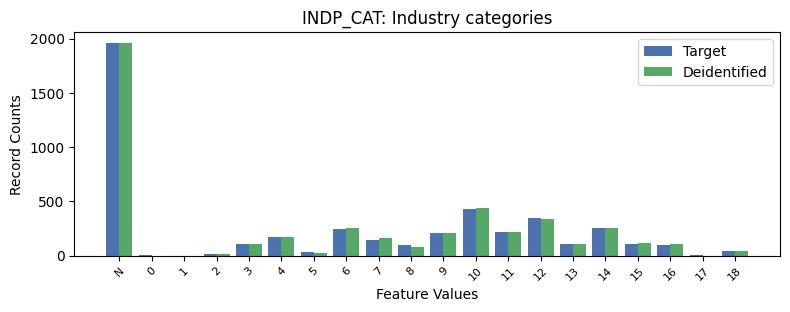 INDP_CAT: Industry categories
Target
Deidentified
2000
1500
1000
500
0
Record Counts
N 0 1 2 3 4 5 6 7 8 9 10 11 12 13 14 15 16 17 18
Feature Values